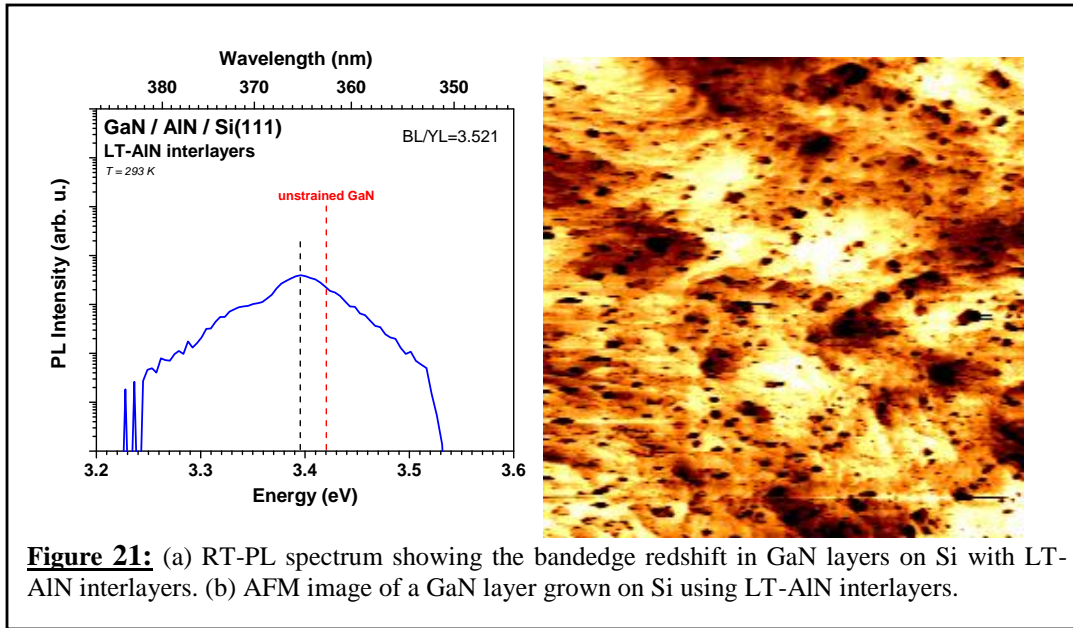 Wavelength (nm)
380 370 360 350
GaN / AlN / Si(111)
LT-AlN interlayers
T = 293 K
BL/YL=3.521
unstrained GaN
PL Intensity (arb. u.)
3.2 3.3 3.4 3.5 3.6
Energy (eV)
Figure 21: (a) RT-PL spectrum showing the bandedge redshift in GaN layers on Si with LT-
AlN interlayers. (b) AFM image of a GaN layer grown on Si using LT-AlN interlayers.